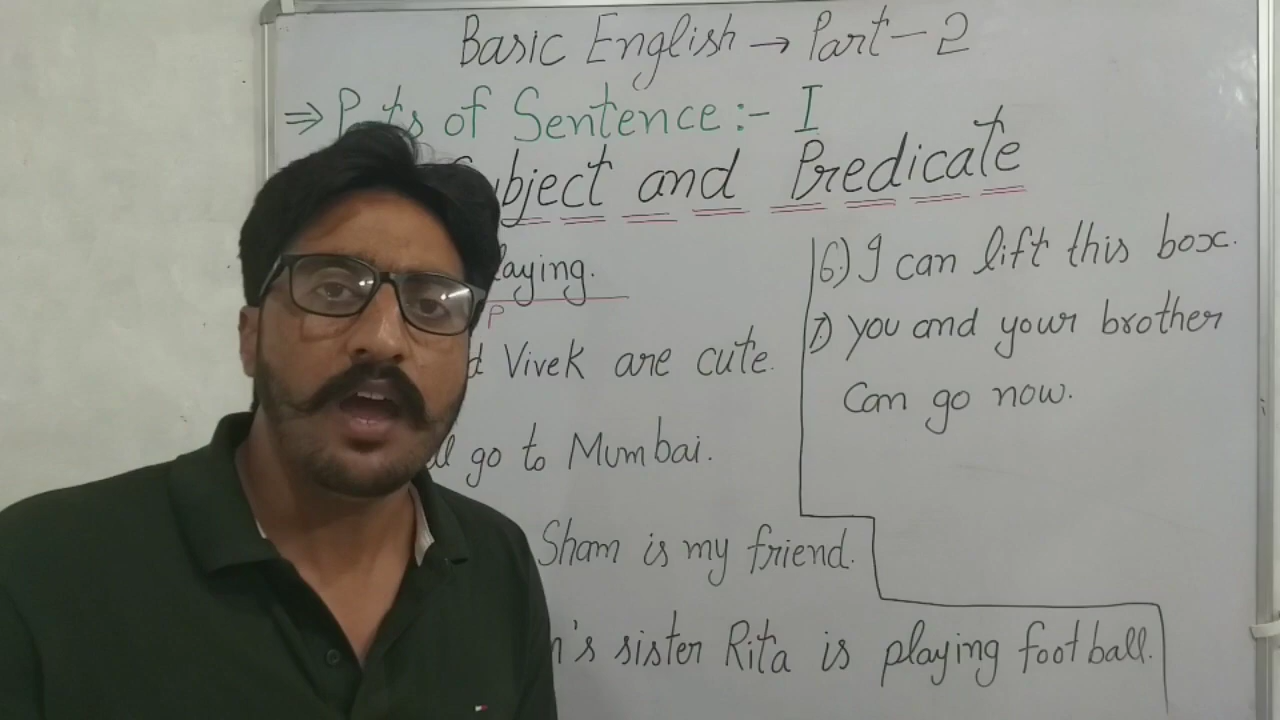 Basic English → Part-2
⇒ Parts of Sentence :- I
Subject and Predicate
laying.
P
Vivek are cute.
go to Mumbai.
Sham is my friend.
's sister Rita is playing football.
6) I can lift this box.
7) you and your brother
Can go now.